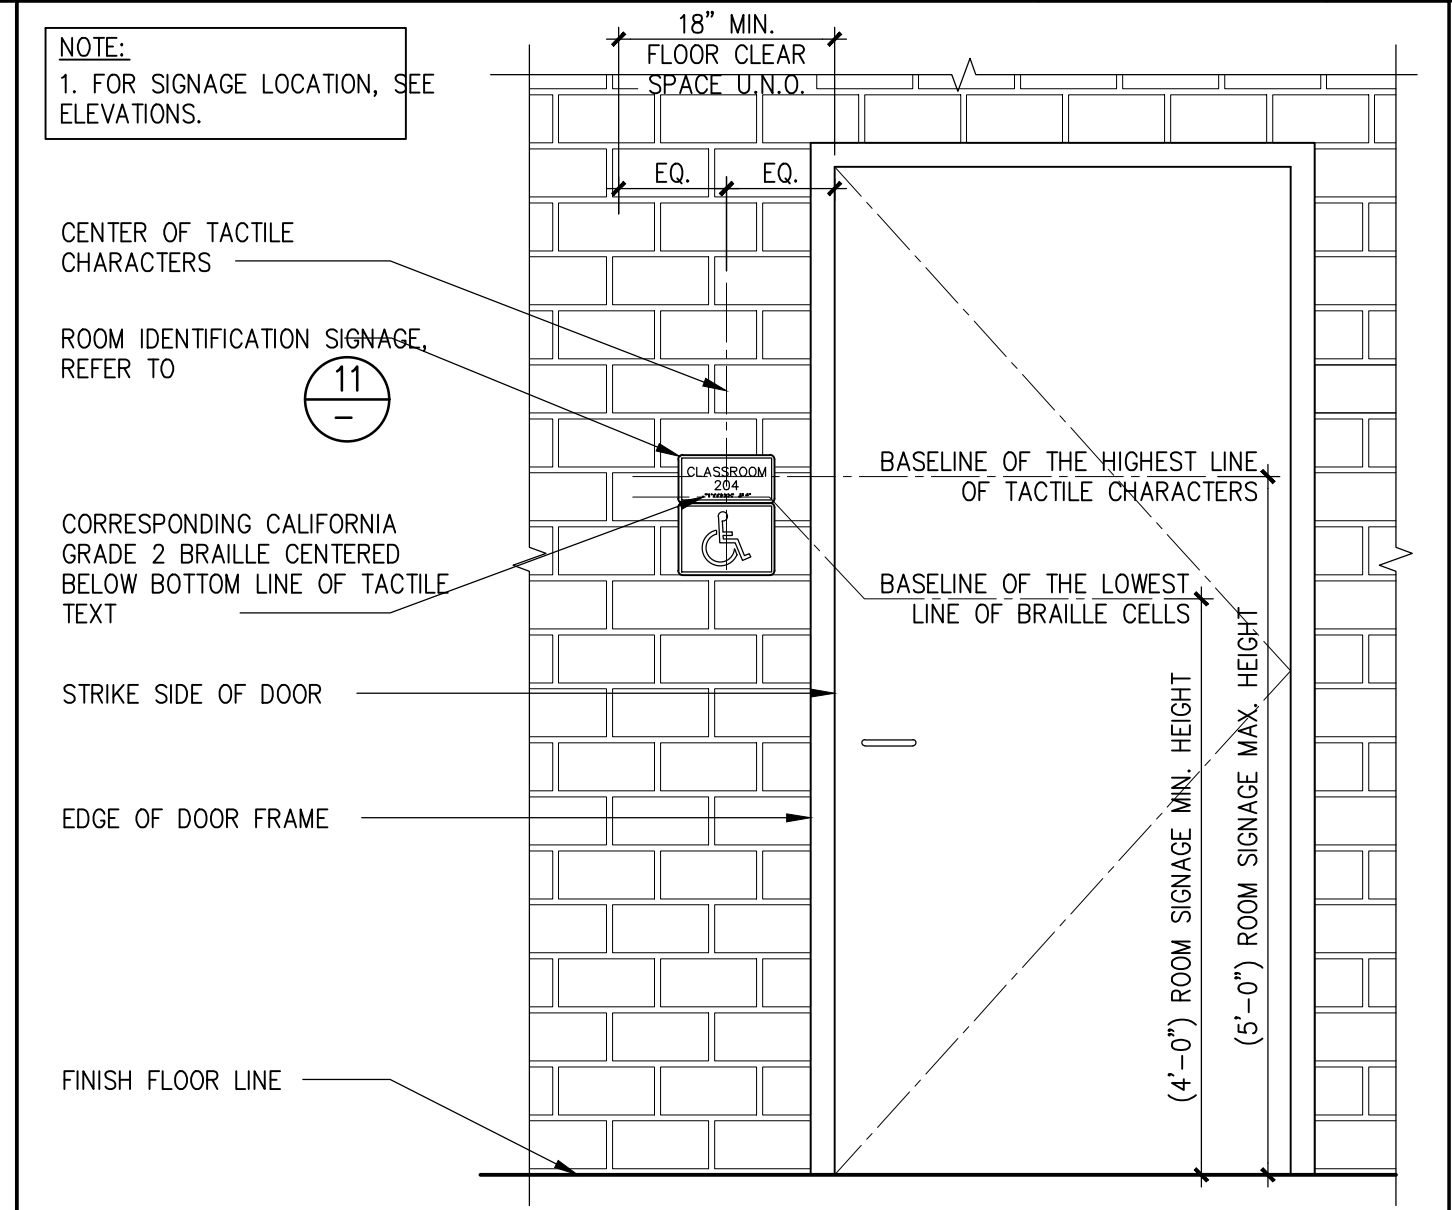 NOTE:
1. FOR SIGNAGE LOCATION, SEE
ELEVATIONS.
18" MIN.
FLOOR CLEAR
SPACE U.N.O.
EQ.
EQ.
CENTER OF TACTILE
CHARACTERS
ROOM IDENTIFICATION SIGNAGE,
REFER TO
11
–
CLASSROOM
204
BASELINE OF THE HIGHEST LINE
OF TACTILE CHARACTERS
CORRESPONDING CALIFORNIA
GRADE 2 BRAILLE CENTERED
BELOW BOTTOM LINE OF TACTILE
TEXT
BASELINE OF THE LOWEST
LINE OF BRAILLE CELLS
STRIKE SIDE OF DOOR
EDGE OF DOOR FRAME
(4'-0") ROOM SIGNAGE MIN. HEIGHT
(5'-0") ROOM SIGNAGE MAX. HEIGHT
FINISH FLOOR LINE